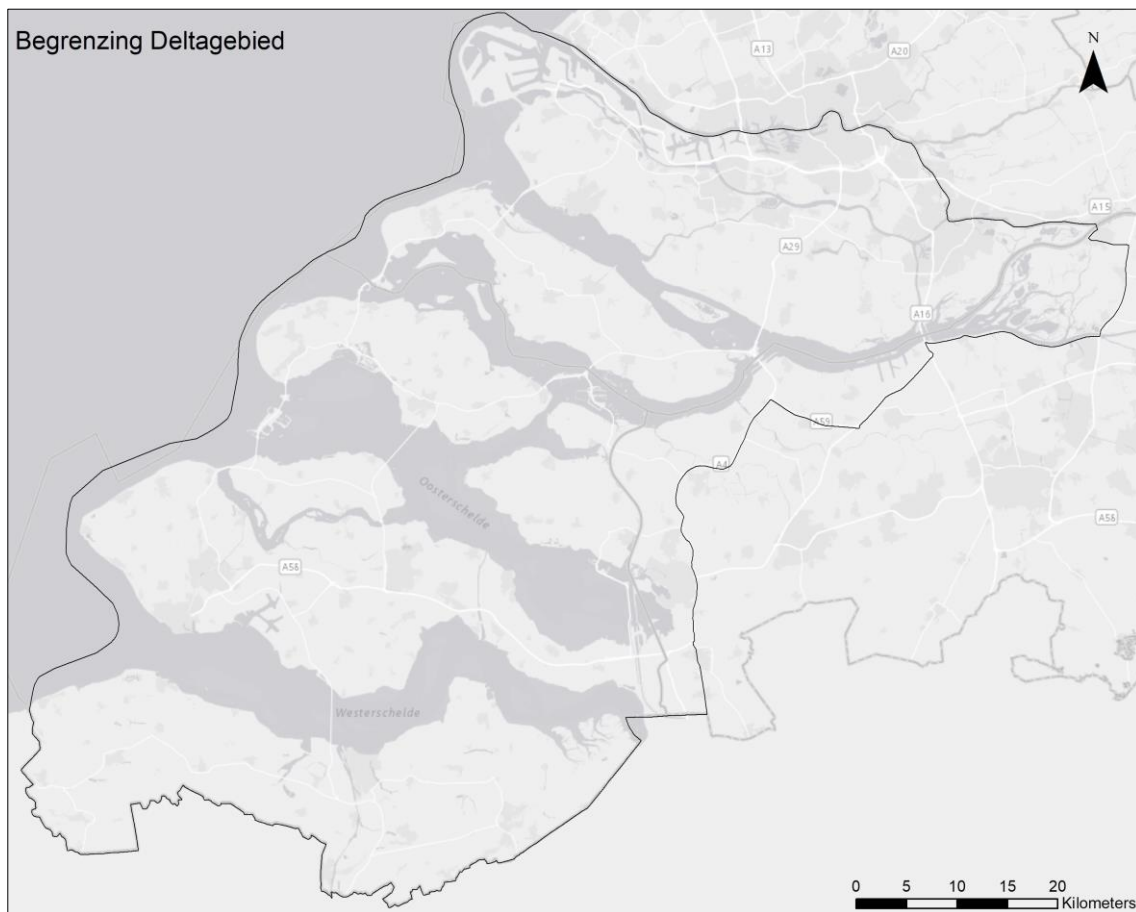 Begrenzing Deltagebied
N
A13
A20
A15
A29
A16
A59
A4
Oosterschelde
A58
A58
Westerschelde
0 5 10 15 20
Kilometers